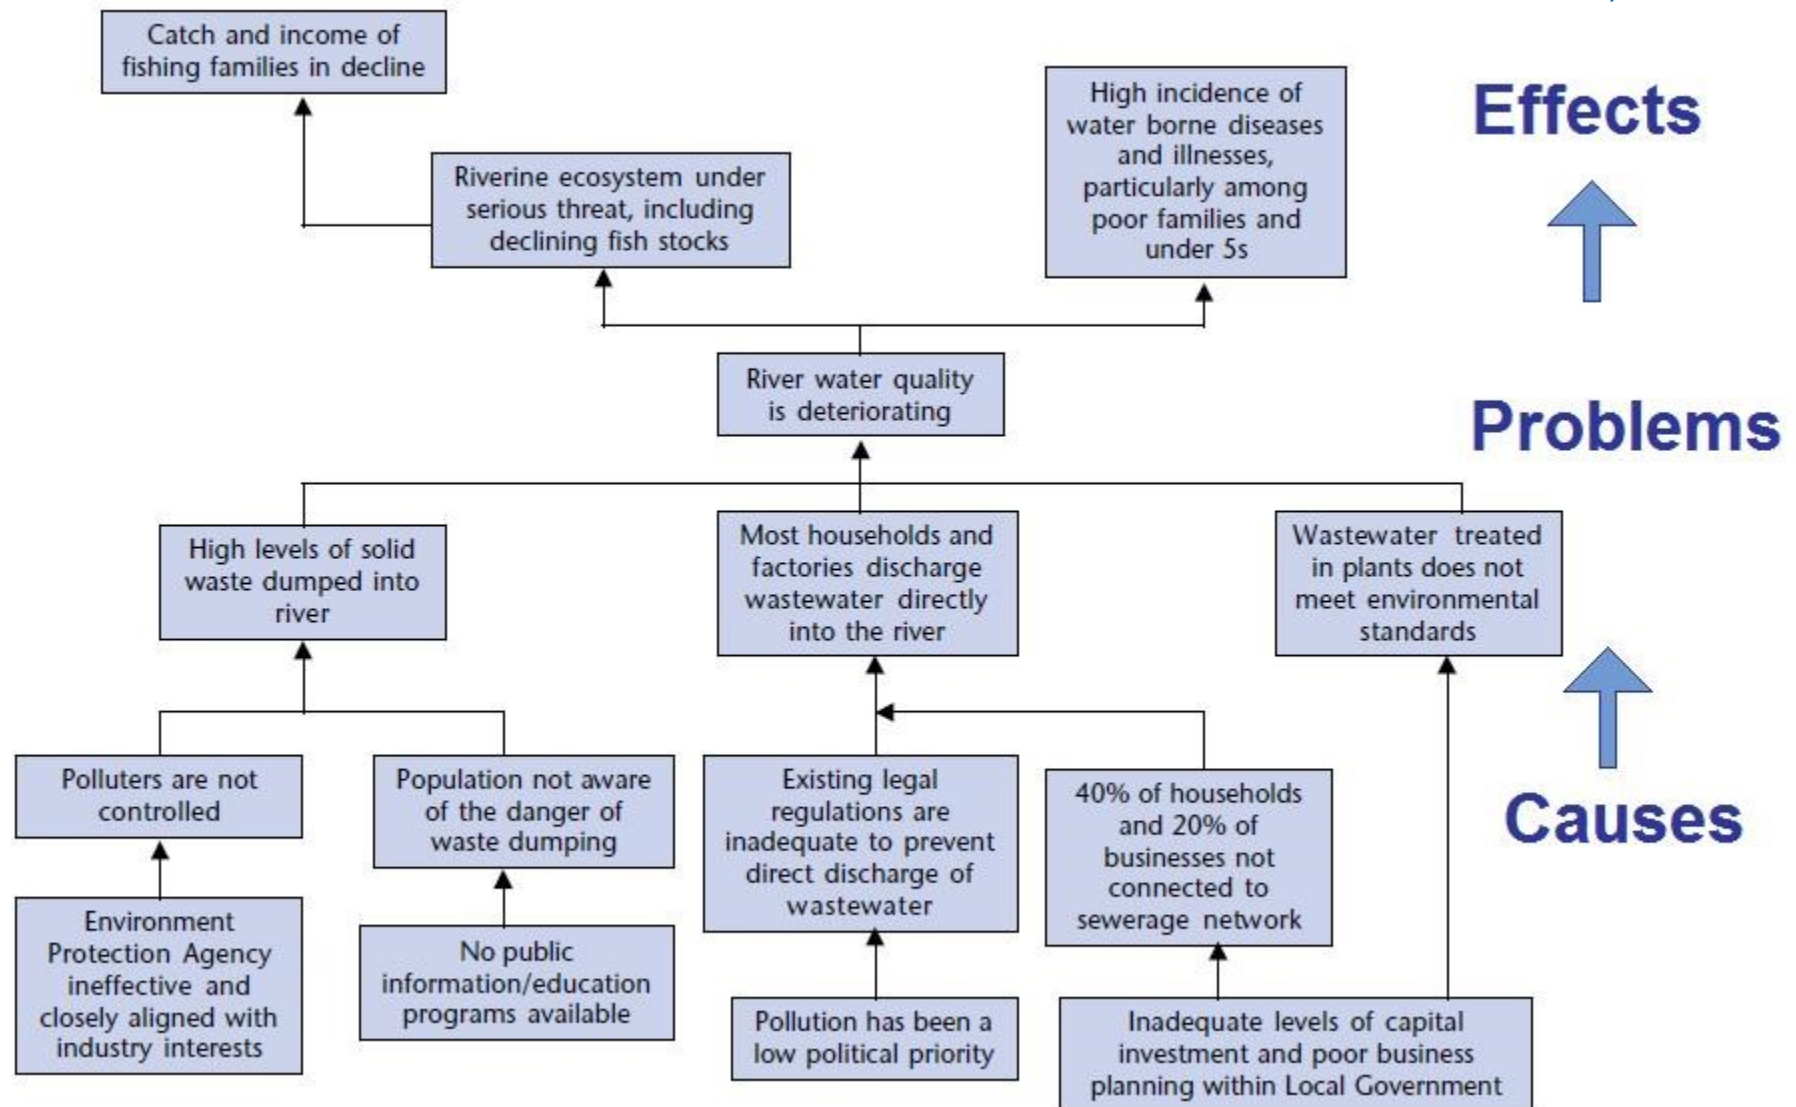 Catch and income of
fishing families in decline
High incidence of
water borne diseases
and illnesses,
particularly among
poor families and
under 5s
Effects
Riverine ecosystem under
serious threat, including
declining fish stocks
River water quality
is deteriorating
Problems
High levels of solid
waste dumped into
river
Most households and
factories discharge
wastewater directly
into the river
Wastewater treated
in plants does not
meet environmental
standards
Polluters are not
controlled
Population not aware
of the danger of
waste dumping
Existing legal
regulations are
inadequate to prevent
direct discharge of
wastewater
40% of households
and 20% of
businesses not
connected to
sewerage network
Causes
Environment
Protection Agency
ineffective and
closely aligned with
industry interests
No public
information/education
programs available
Pollution has been a
low political priority
Inadequate levels of capital
investment and poor business
planning within Local Government